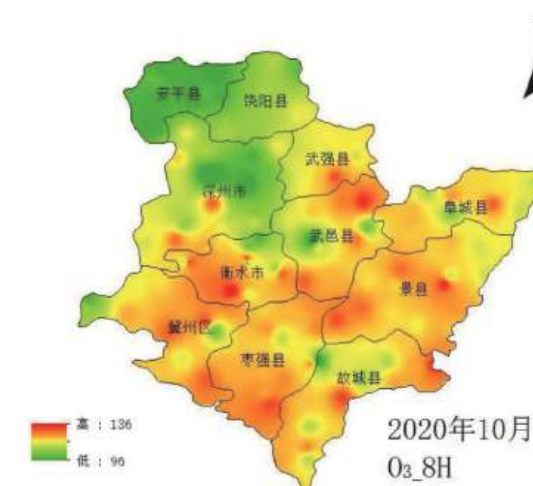 安平县
饶阳县
武强县
深州市
阜城县
武邑县
衡水市
景县
冀州区
枣强县
故城县
高：136
低：96
2020年10月
O₃_8H